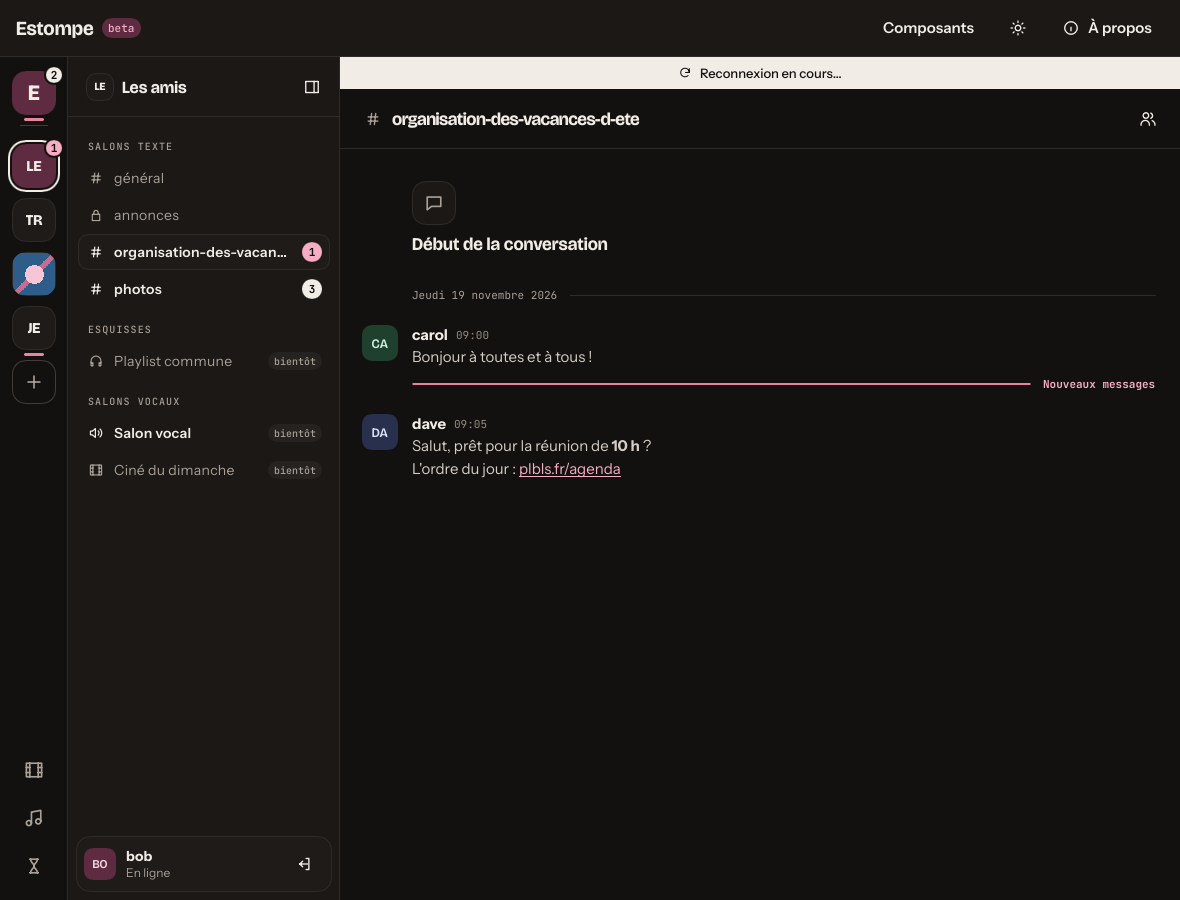 Estompe beta
Composants
À propos
E 2
LE 1
TR
JE
LE Les amis
SALONS TEXTE
# général
annonces
# organisation-des-vacan... 1
# photos 3
ESQUISSES
Playlist commune bientôt
SALONS VOCAUX
Salon vocal bientôt
Ciné du dimanche bientôt
BO bob
En ligne
Reconnexion en cours...
# organisation-des-vacances-d-ete
Début de la conversation
Jeudi 19 novembre 2026
CA carol 09:00
Bonjour à toutes et à tous !
Nouveaux messages
DA dave 09:05
Salut, prêt pour la réunion de 10 h ?
L'ordre du jour : plbls.fr/agenda